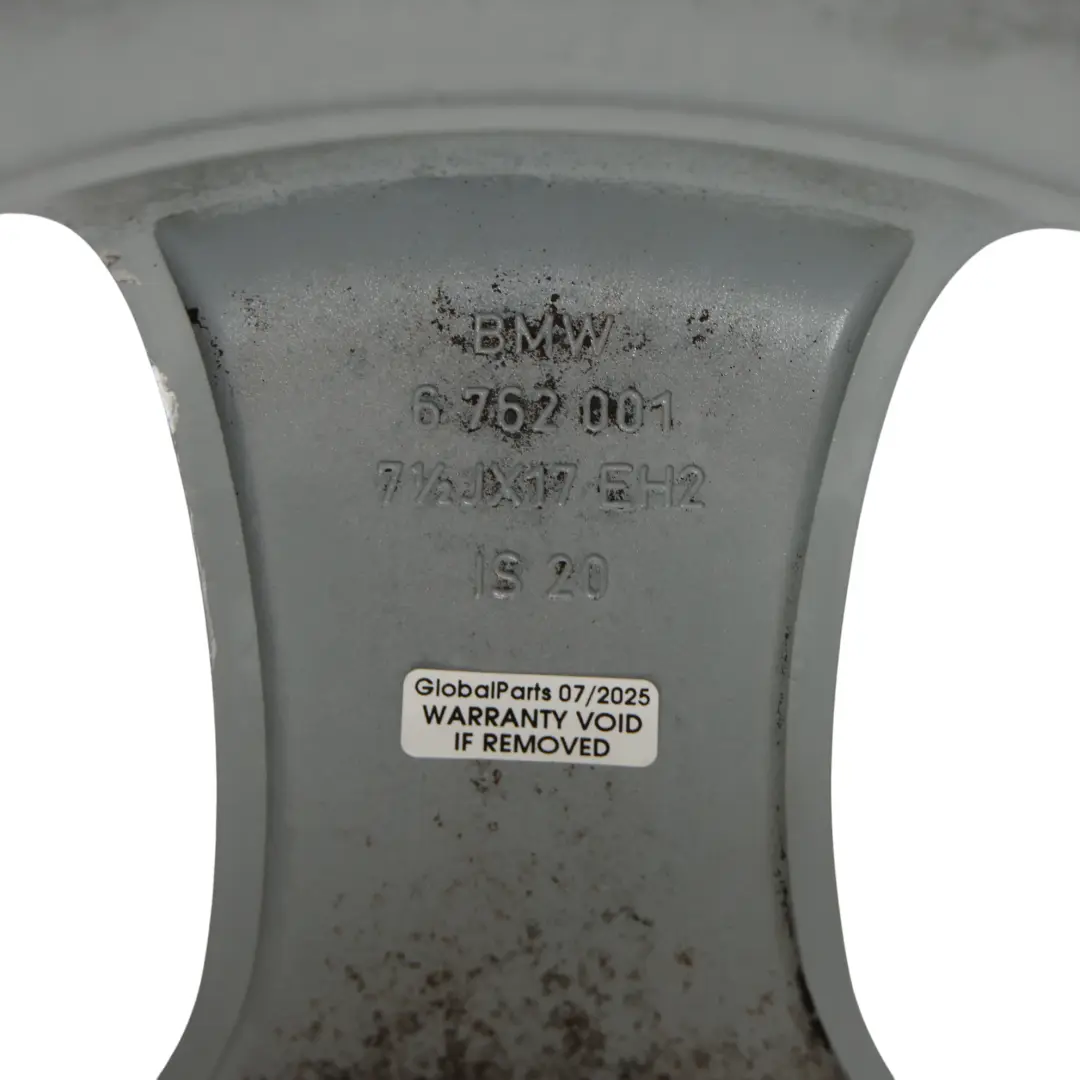 BMW
6 762 001
7½JX17 EH2
IS 20
GlobalParts 07/2025
WARRANTY VOID
IF REMOVED